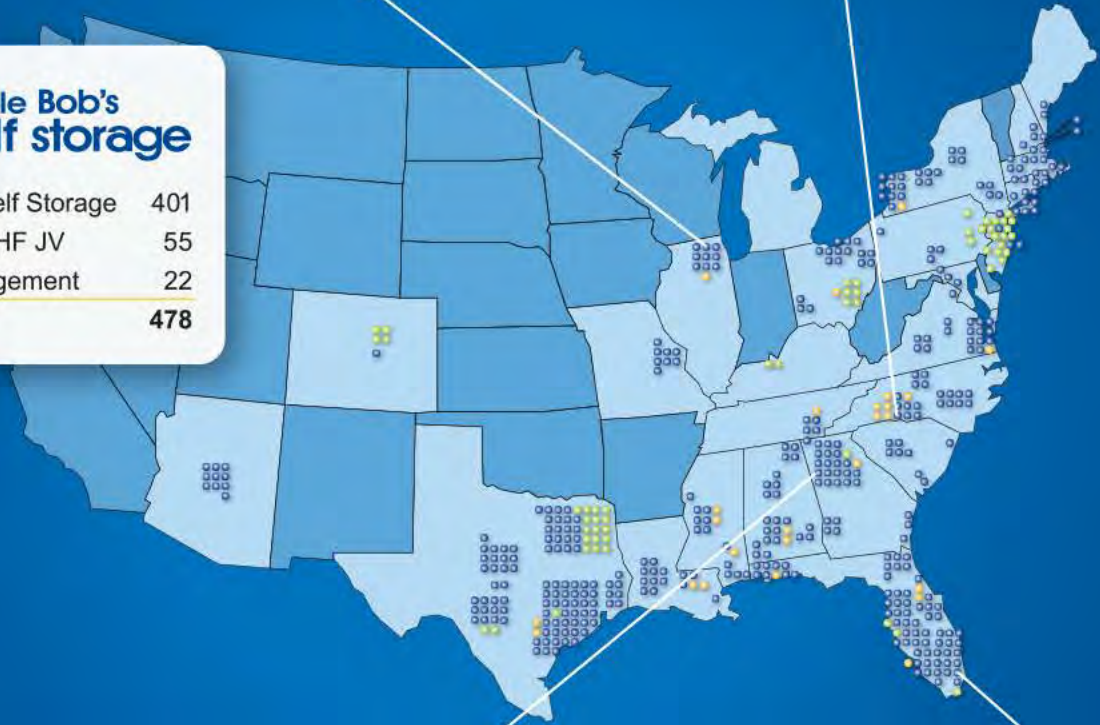 le Bob's
lf storage
elf Storage 401
HF JV 55
gement 22
478